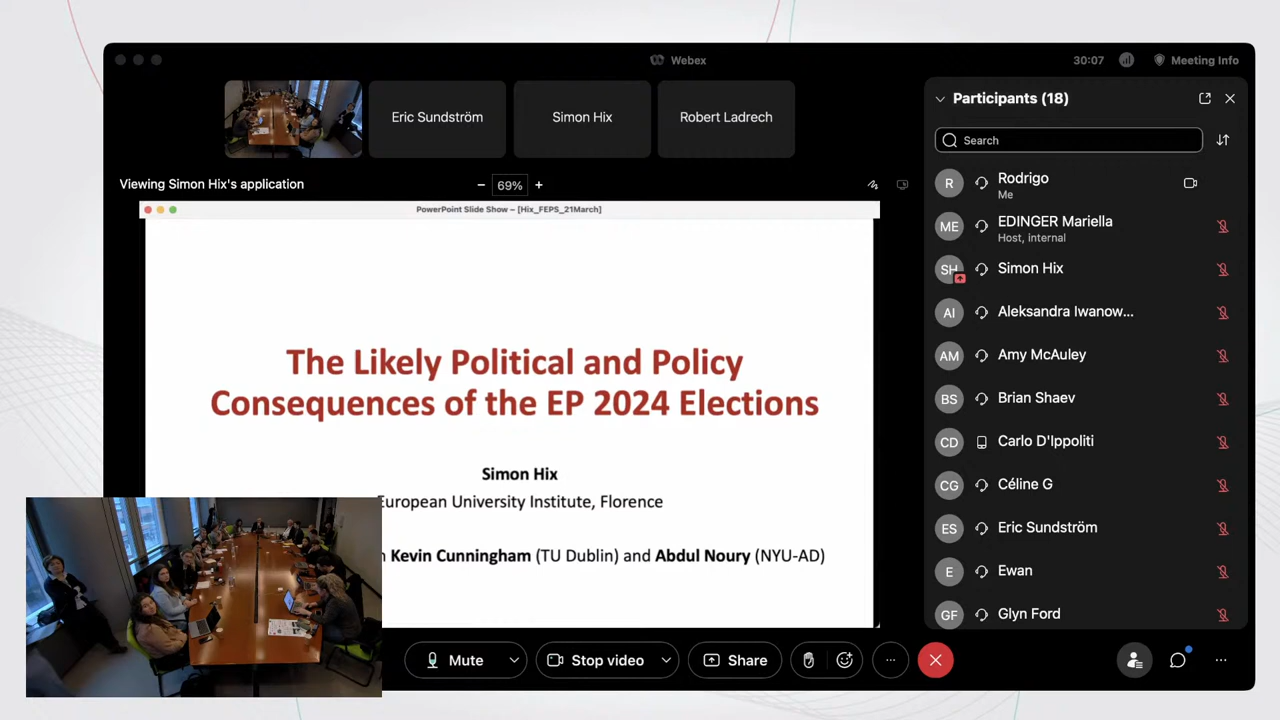 Webex
30:07
Meeting Info
Eric Sundström
Simon Hix
Robert Ladrech
Participants (18)
Search
Viewing Simon Hix's application
69%
PowerPoint Slide Show – [Hix_FEPS_21March]
The Likely Political and Policy
Consequences of the EP 2024 Elections
Simon Hix
European University Institute, Florence
Kevin Cunningham (TU Dublin) and Abdul Noury (NYU-AD)
R Rodrigo
Me
ME EDINGER Mariella
Host, internal
SH Simon Hix
AI Aleksandra Iwanow...
AM Amy McAuley
BS Brian Shaev
CD Carlo D'Ippoliti
CG Céline G
ES Eric Sundström
E Ewan
GF Glyn Ford
Mute
Stop video
Share